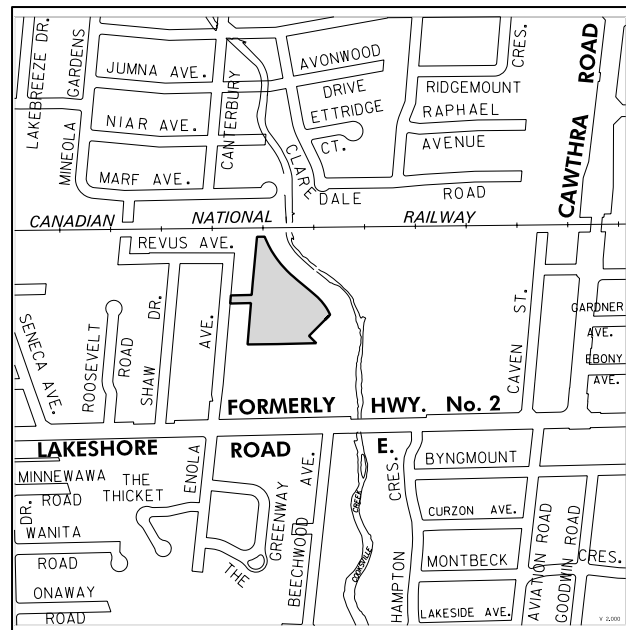 LAKEBREEZE DR.
GARDENS
MINEOLA
JUMNA AVE.
NIAR AVE.
MARF AVE.
CANTERBURY
AVONWOOD
DRIVE
ETTRIDGE
CT.
CLARE
DALE
ROAD
CRES.
RIDGEMOUNT
RAPHAEL
AVENUE
CAWTHRA ROAD
CANADIAN NATIONAL RAILWAY
REVUS AVE.
SENECA AVE.
ROOSEVELT
ROAD
SHAW DR.
AVE.
CAVEN ST.
GARDNER
AVE.
EBONY
AVE.
FORMERLY HWY. No. 2
LAKESHORE ROAD E.
MINNEWAWA
ROAD
THE
THICKET
ENOLA
DR.
WANITA
ROAD
ONAWAY
ROAD
THE GREENWAY
BEECHWOOD AVE.
COOKSVILLE CREEK
HAMPTON CRES.
BYNGMOUNT
CURZON AVE.
MONTBECK
CRES.
LAKESIDE AVE.
AVIATION ROAD
GOODWIN ROAD
V 2.000